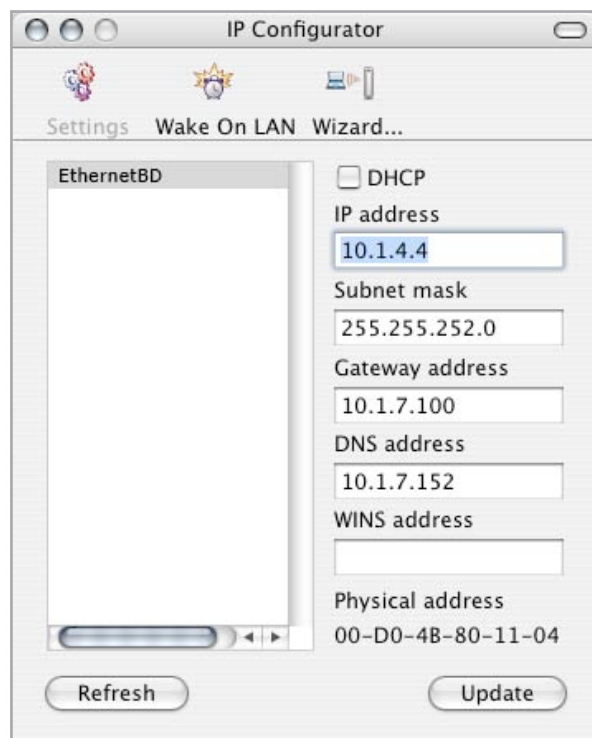 IP Configurator
Settings Wake On LAN Wizard...
EthernetBD
DHCP
IP address
10.1.4.4
Subnet mask
255.255.252.0
Gateway address
10.1.7.100
DNS address
10.1.7.152
WINS address
Physical address
00-D0-4B-80-11-04
Refresh Update